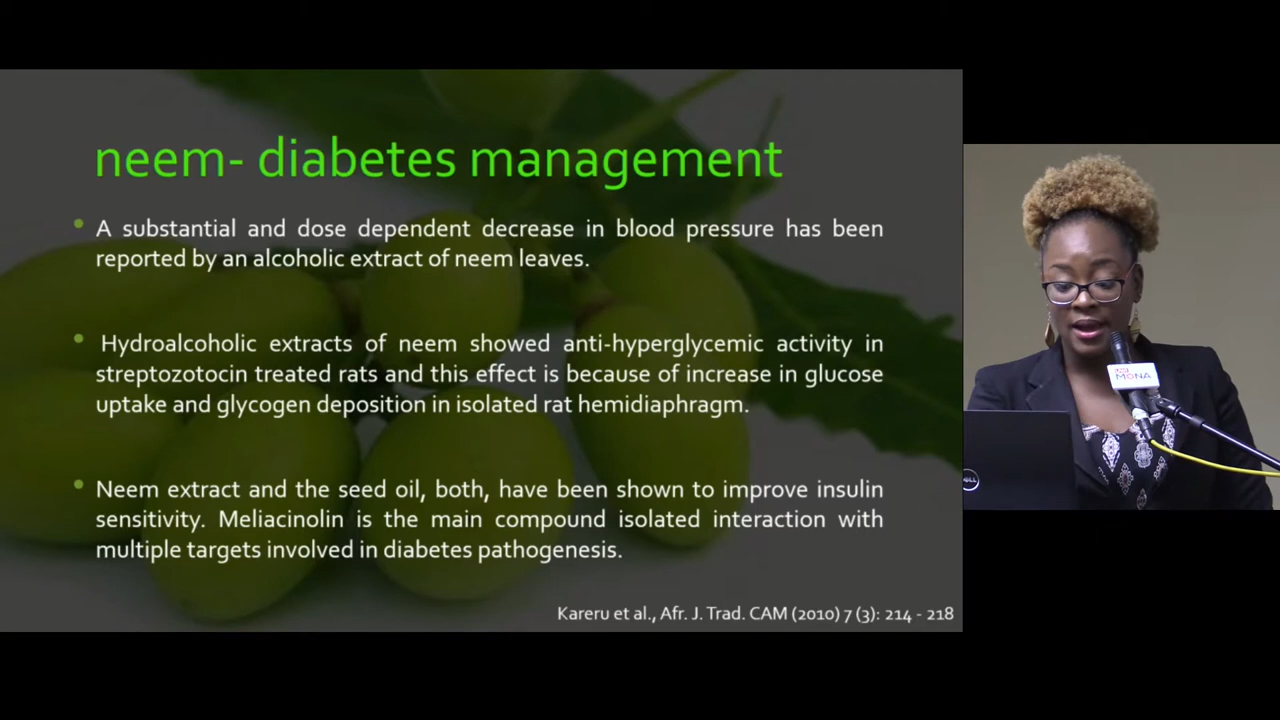 neem- diabetes management
• A substantial and dose dependent decrease in blood pressure has been
reported by an alcoholic extract of neem leaves.
• Hydroalcoholic extracts of neem showed anti-hyperglycemic activity in
streptozotocin treated rats and this effect is because of increase in glucose
uptake and glycogen deposition in isolated rat hemidiaphragm.
• Neem extract and the seed oil, both, have been shown to improve insulin
sensitivity. Meliacinolin is the main compound isolated interaction with
multiple targets involved in diabetes pathogenesis.
Kareru et al., Afr. J. Trad. CAM (2010) 7 (3): 214 - 218
MONA
DELL